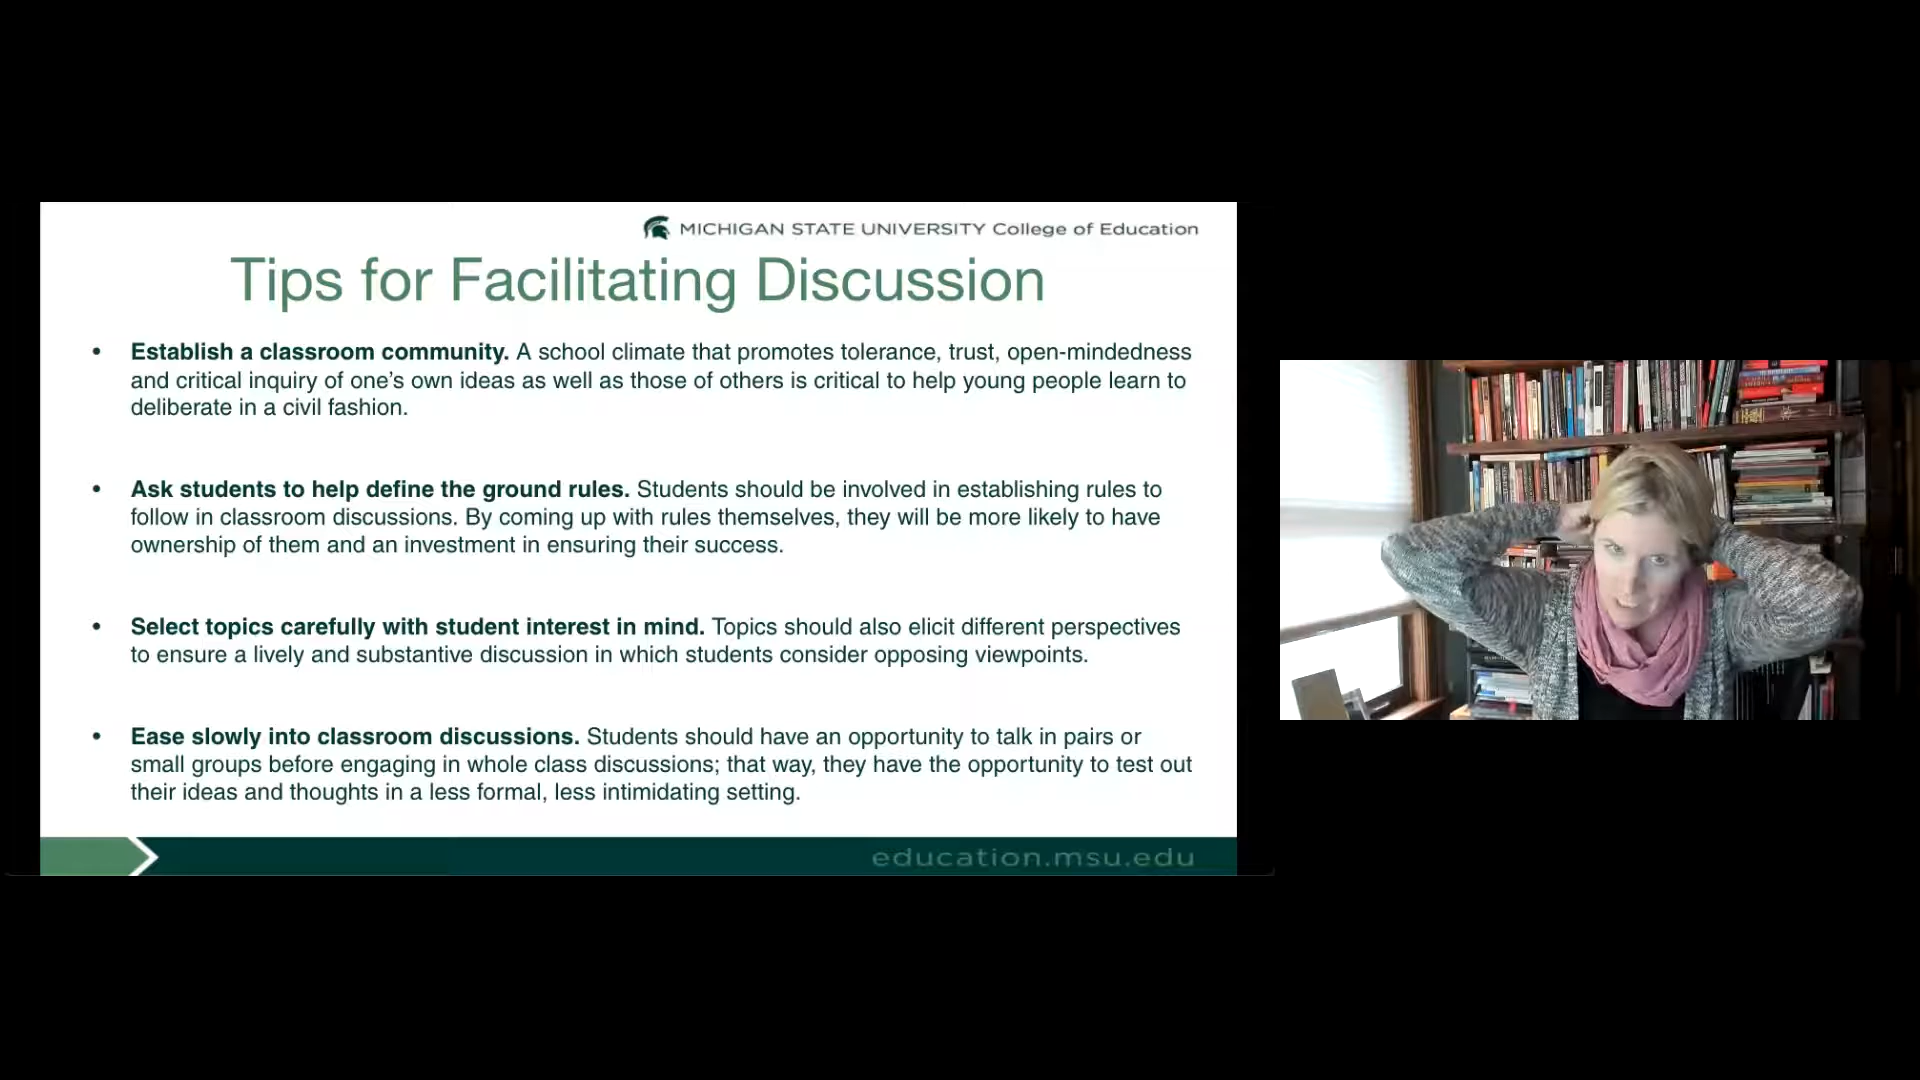 MICHIGAN STATE UNIVERSITY College of Education
Tips for Facilitating Discussion
• Establish a classroom community. A school climate that promotes tolerance, trust, open-mindedness
and critical inquiry of one's own ideas as well as those of others is critical to help young people learn to
deliberate in a civil fashion.
• Ask students to help define the ground rules. Students should be involved in establishing rules to
follow in classroom discussions. By coming up with rules themselves, they will be more likely to have
ownership of them and an investment in ensuring their success.
• Select topics carefully with student interest in mind. Topics should also elicit different perspectives
to ensure a lively and substantive discussion in which students consider opposing viewpoints.
• Ease slowly into classroom discussions. Students should have an opportunity to talk in pairs or
small groups before engaging in whole class discussions; that way, they have the opportunity to test out
their ideas and thoughts in a less formal, less intimidating setting.
education.msu.edu